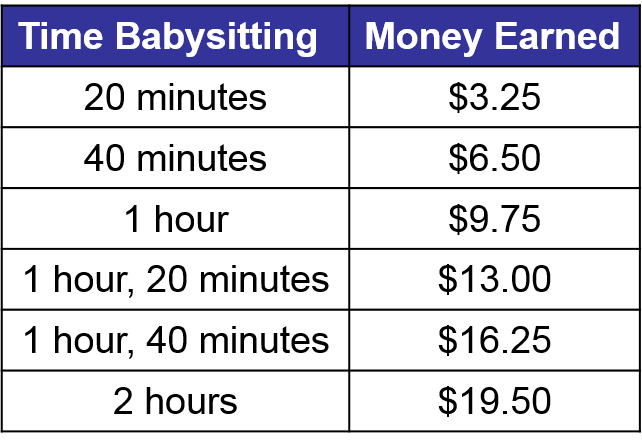 Time Babysitting Money Earned
20 minutes $3.25
40 minutes $6.50
1 hour $9.75
1 hour, 20 minutes $13.00
1 hour, 40 minutes $16.25
2 hours $19.50